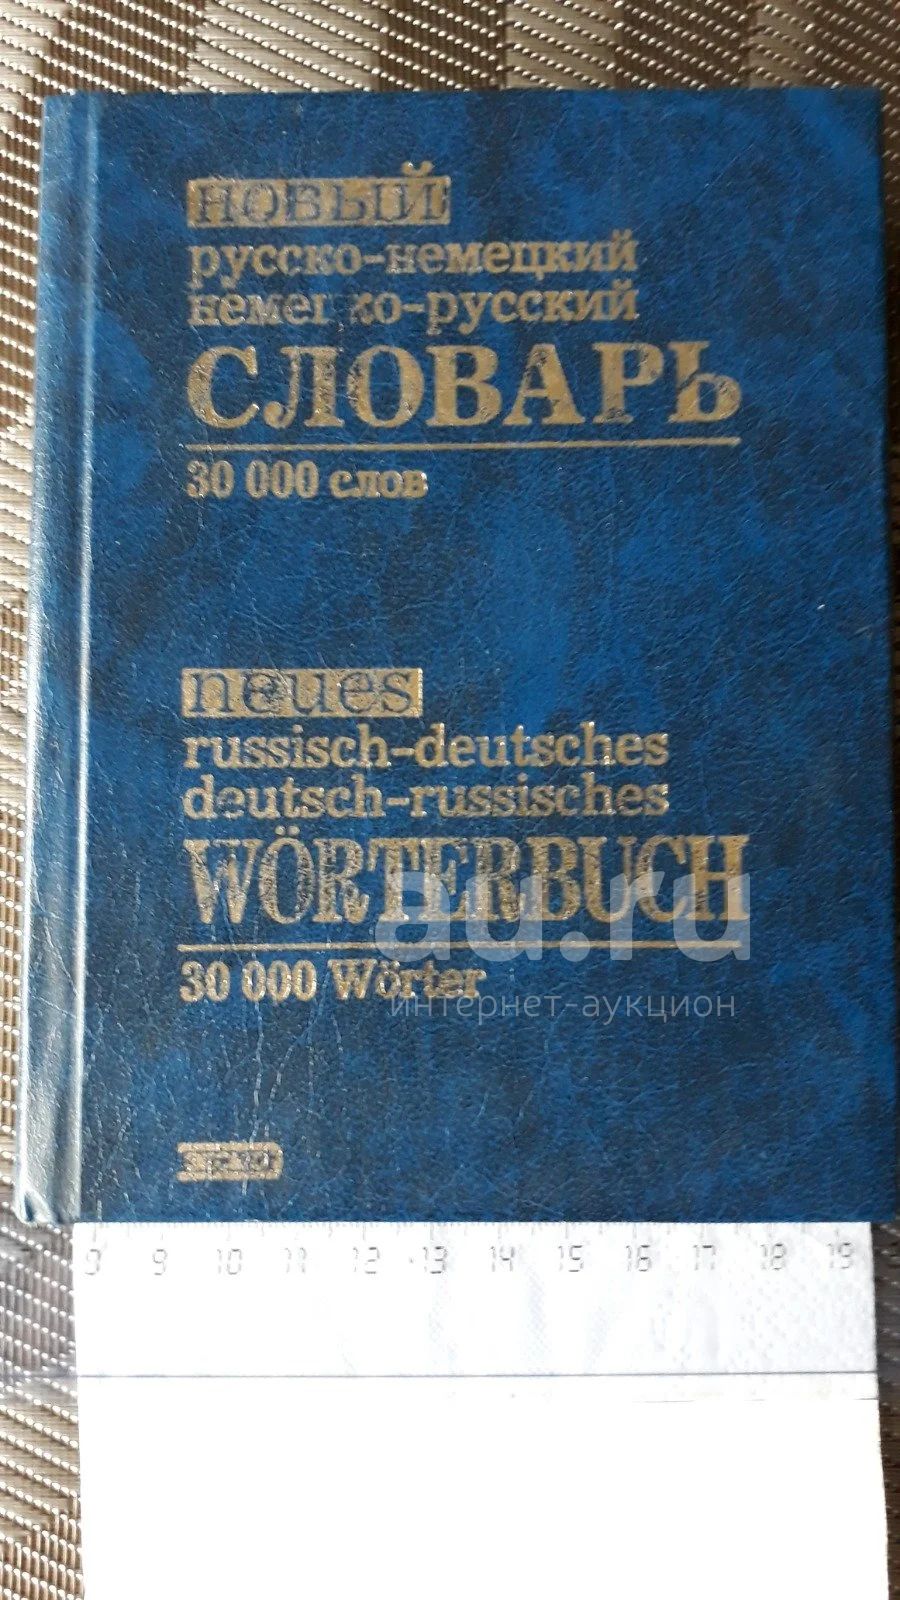 новый
русско-немецкий
немецко-русский
СЛОВАРЬ
30 000 слов
neues
russisch-deutsches
deutsch-russisches
WÖRTERBUCH
30 000 Wörter
au.ru
интернет-аукцион
9 10 11 12 13 14 15 16 17 18 19